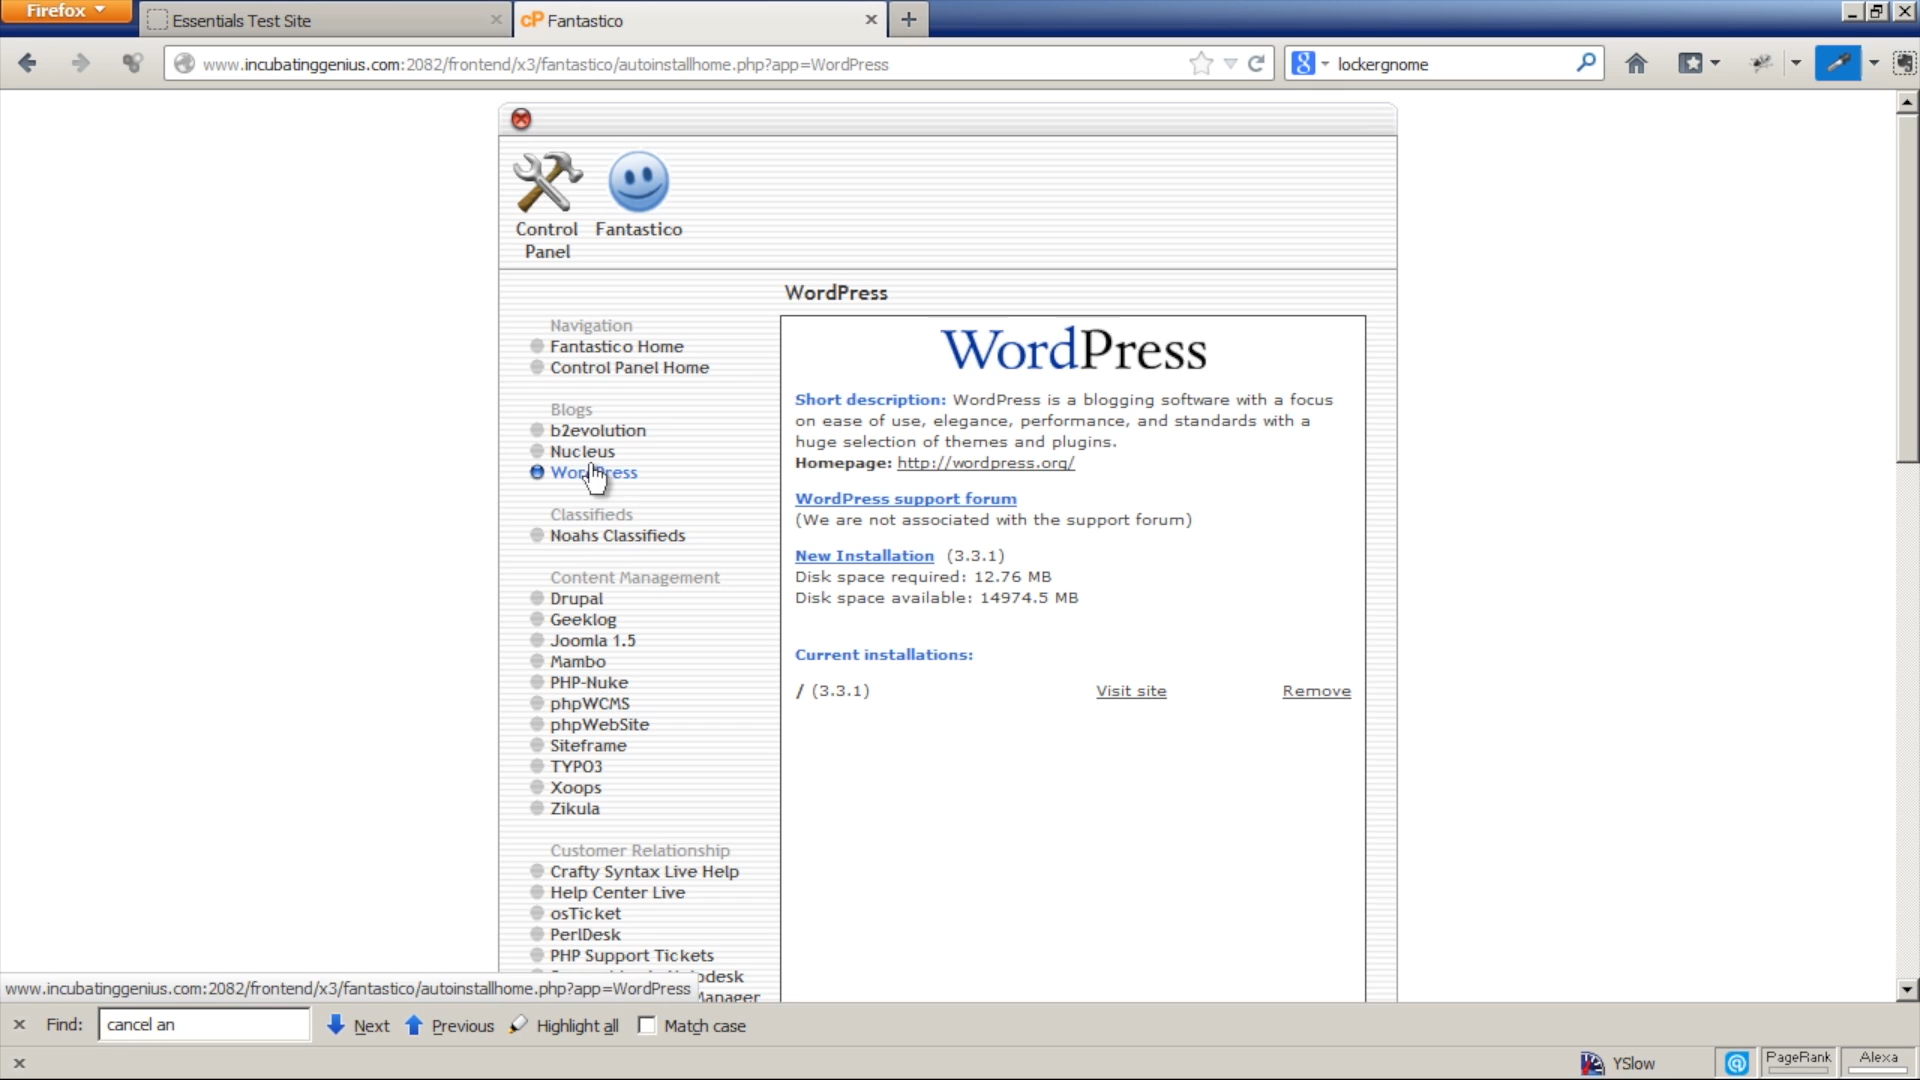 Firefox
Essentials Test Site
cP Fantastico
www.incubatinggenius.com:2082/frontend/x3/fantastico/autoinstallhome.php?app=WordPress
8
lockergnome
Control
Panel
Fantastico
WordPress
Navigation
Fantastico Home
Control Panel Home
Blogs
b2evolution
Nucleus
WordPress
Classifieds
Noahs Classifieds
Content Management
Drupal
Geeklog
Joomla 1.5
Mambo
PHP-Nuke
phpWCMS
phpWebSite
Siteframe
TYPO3
Xoops
Zikula
Customer Relationship
Crafty Syntax Live Help
Help Center Live
osTicket
PerlDesk
PHP Support Tickets
WordPress
Short description: WordPress is a blogging software with a focus
on ease of use, elegance, performance, and standards with a
huge selection of themes and plugins.
Homepage: http://wordpress.org/
WordPress support forum
(We are not associated with the support forum)
New Installation (3.3.1)
Disk space required: 12.76 MB
Disk space available: 14974.5 MB
Current installations:
/ (3.3.1) Visit site Remove
www.incubatinggenius.com:2082/frontend/x3/fantastico/autoinstallhome.php?app=WordPress
Find: cancel an Next Previous Highlight all Match case
YSlow
PageRank
Alexa